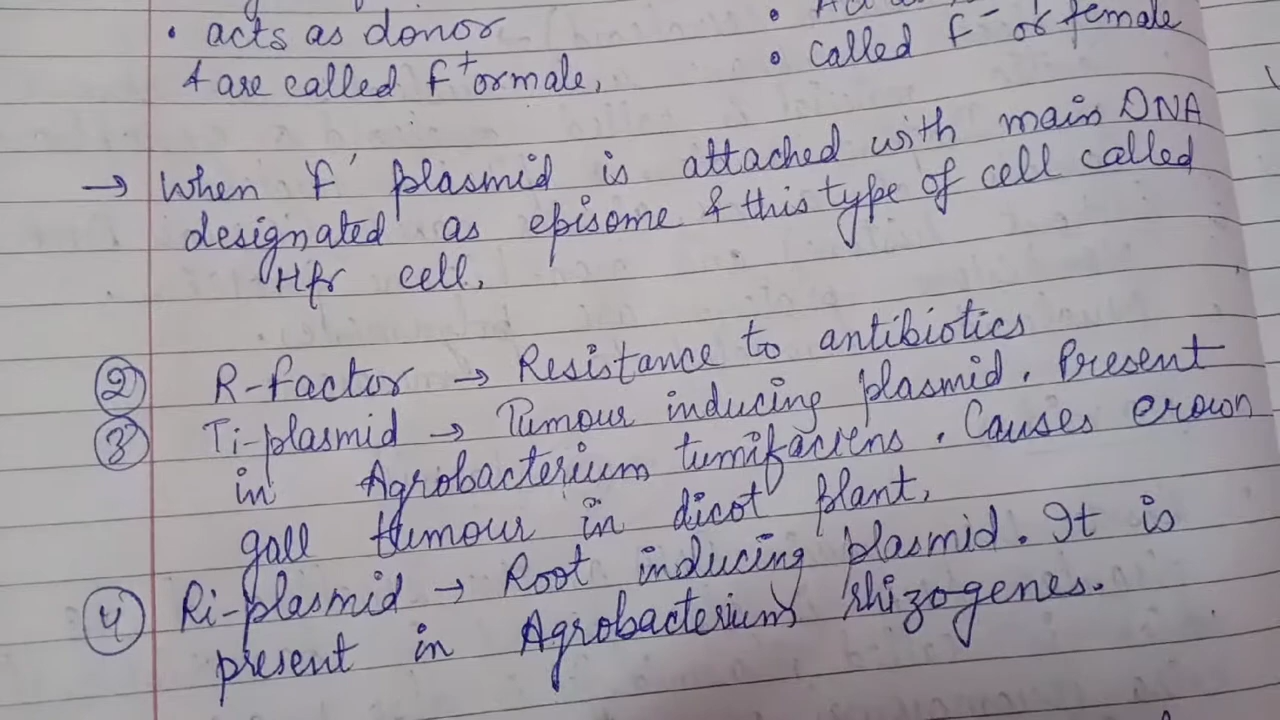 • acts as donor
& are called F⁺ or male,
•
• called F⁻ or female
→ When 'F' plasmid is attached with main DNA
designated as episome & this type of cell called
Hfr cell.
② R-factor → Resistance to antibiotics
③ Ti-plasmid → Tumour inducing plasmid. Present
in Agrobacterium tumifaciens. Causes crown
gall tumour in dicot plant,
④ Ri-plasmid → Root inducing plasmid. It is
present in Agrobacterium rhizogenes.